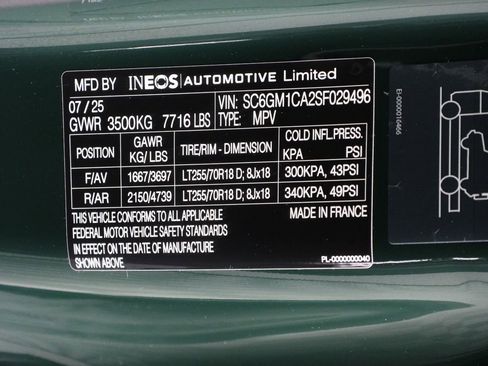 MFD BY INEOS | AUTOMOTIVE Limited
07 / 25 VIN: SC6GM1CA2SF029496
GVWR 3500KG 7716 LBS TYPE: MPV
POSITION GAWR KG/ LBS TIRE/RIM - DIMENSION COLD INFL.PRESS. KPA PSI
F/AV 1667/3697 LT255/70R18 D; 8Jx18 300KPA, 43PSI
R/AR 2150/4739 LT255/70R18 D; 8Jx18 340KPA, 49PSI
THIS VEHICLE CONFORMS TO ALL APPLICABLE MADE IN FRANCE
FEDERAL MOTOR VEHICLE SAFETY STANDARDS
IN EFFECT ON THE DATE OF MANUFACTURE
SHOWN ABOVE PL-0000000040
EI-0000010466